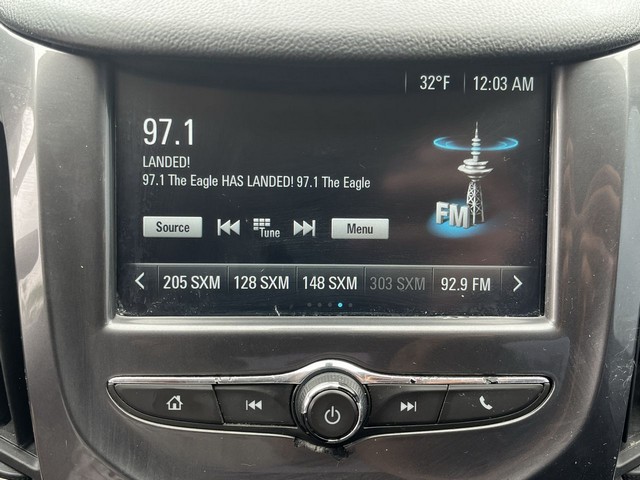 32°F 12:03 AM
97.1
LANDED!
97.1 The Eagle HAS LANDED! 97.1 The Eagle
FM
Source Tune Menu
205 SXM 128 SXM 148 SXM 303 SXM 92.9 FM